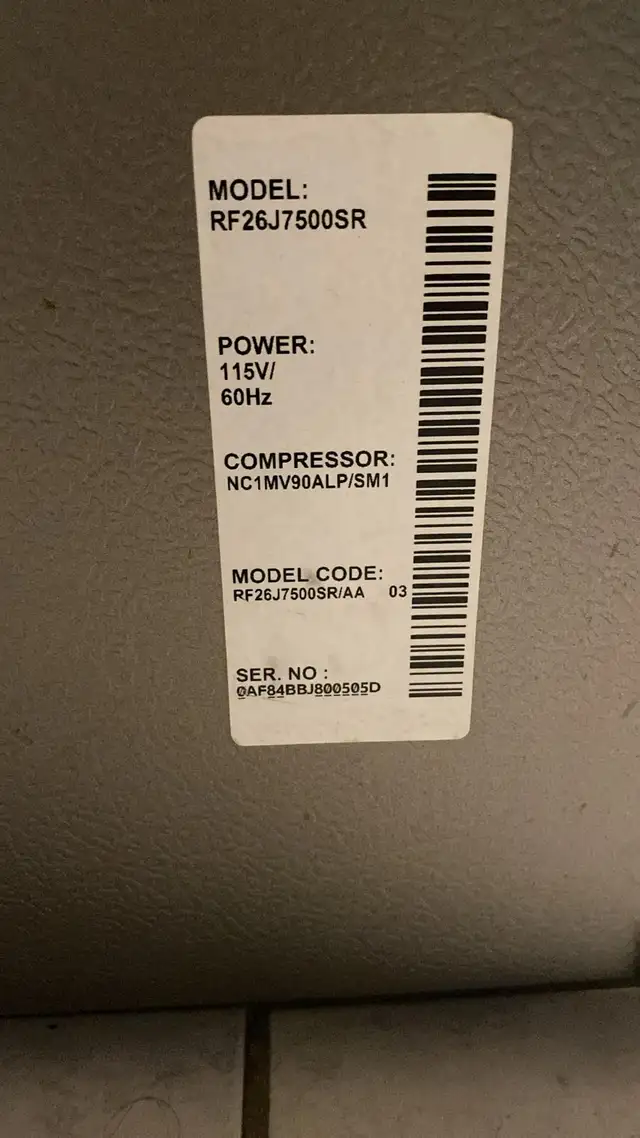 MODEL:
RF26J7500SR
POWER:
115V/
60Hz
COMPRESSOR:
NC1MV90ALP/SM1
MODEL CODE:
RF26J7500SR/AA 03
SER. NO :
0AF84BBJ800505D